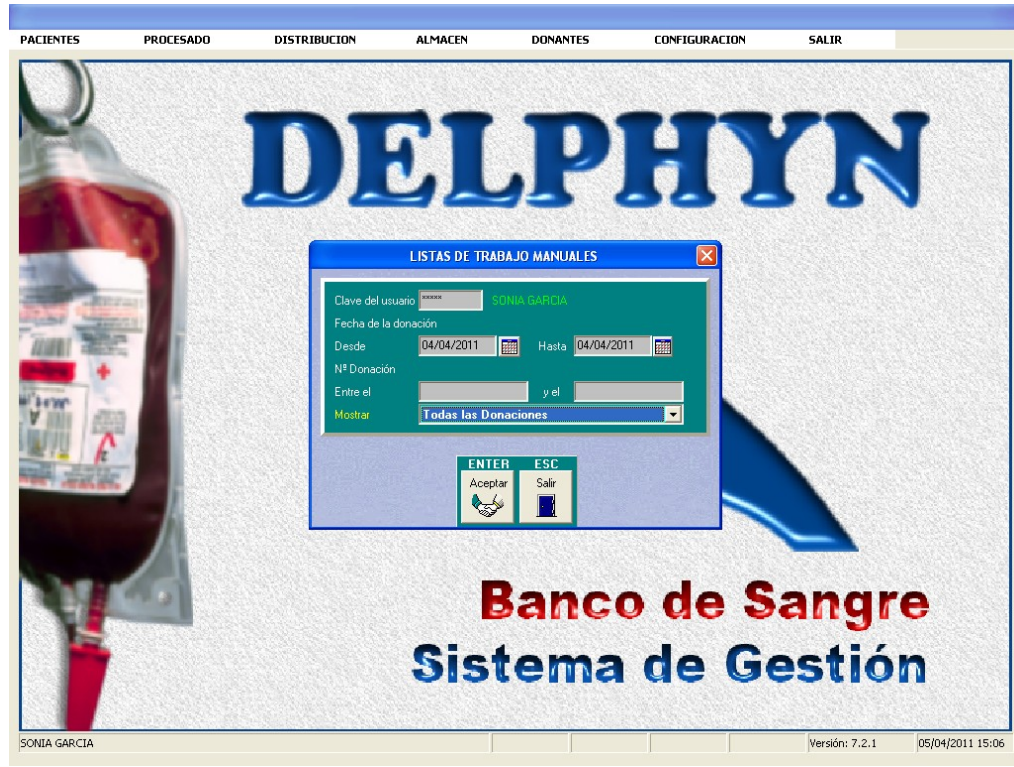 PACIENTES PROCESADO DISTRIBUCION ALMACEN DONANTES CONFIGURACION SALIR
DELPHYN
LISTAS DE TRABAJO MANUALES
Clave del usuario ***** SONIA GARCIA
Fecha de la donación
Desde 04/04/2011 Hasta 04/04/2011
Nº Donación
Entre el y el
Mostrar Todas las Donaciones
ENTER ESC
Aceptar Salir
Banco de Sangre
Sistema de Gestión
SONIA GARCIA Versión: 7.2.1 05/04/2011 15:06